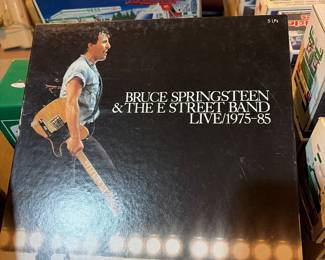 5 LPs
BRUCE SPRINGSTEEN
& THE E STREET BAND
LIVE/1975-85